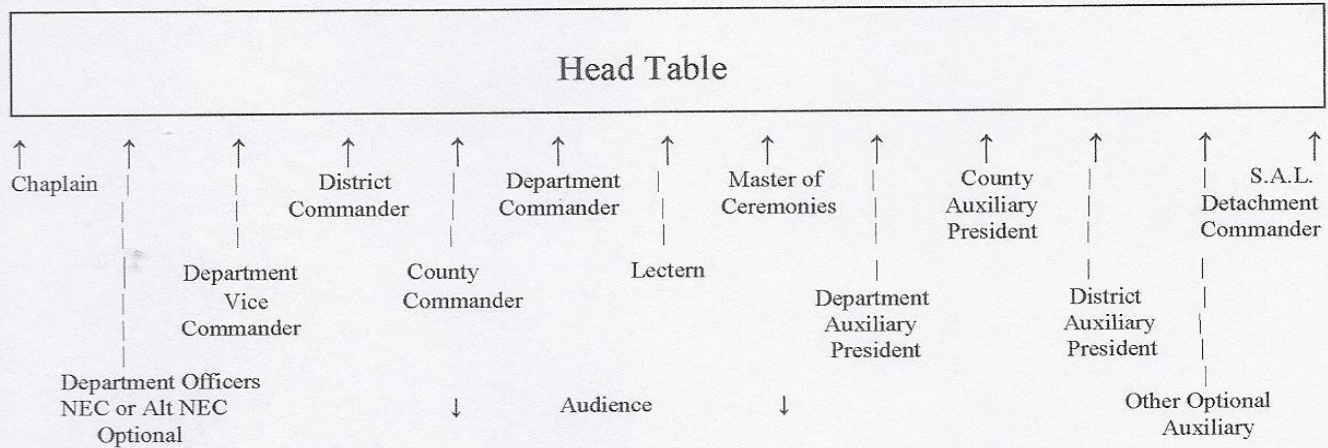 Head Table
Chaplain
Department Officers
NEC or Alt NEC
Optional
Department
Vice
Commander
District
Commander
County
Commander
Department
Commander
Lectern
Master of
Ceremonies
Department
Auxiliary
President
County
Auxiliary
President
District
Auxiliary
President
Other Optional
Auxiliary
S.A.L.
Detachment
Commander
Audience